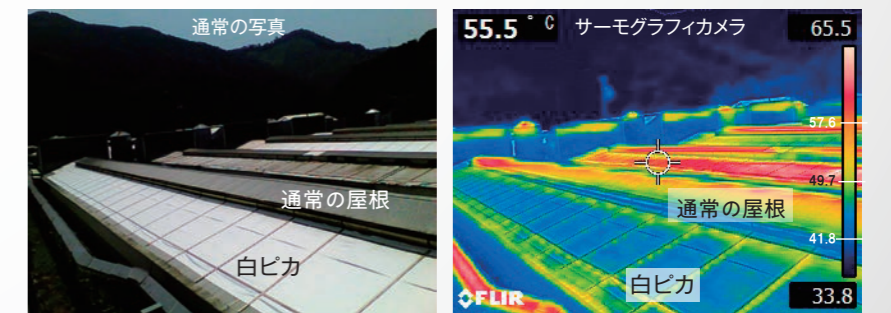 通常の写真
通常の屋根
白ピカ
55.5 °C
サーモグラフィカメラ
65.5
57.6
49.7
41.8
33.8
通常の屋根
白ピカ
FLIR